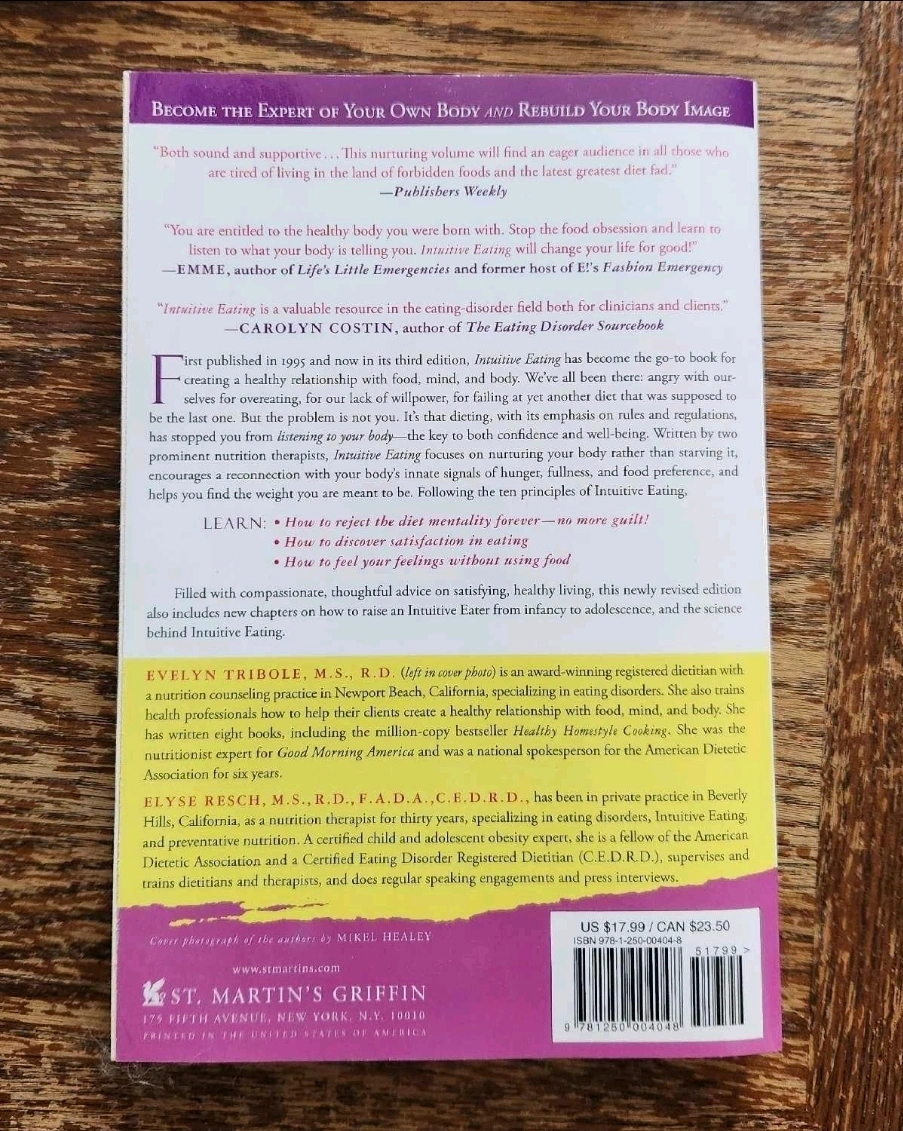 BECOME THE EXPERT OF YOUR OWN BODY AND REBUILD YOUR BODY IMAGE
"Both sound and supportive... This nurturing volume will find an eager audience in all those who
are tired of living in the land of forbidden foods and the latest greatest diet fad."
—Publishers Weekly
"You are entitled to the healthy body you were born with. Stop the food obsession and learn to
listen to what your body is telling you. Intuitive Eating will change your life for good!"
—EMME, author of Life's Little Emergencies and former host of E!'s Fashion Emergency
"Intuitive Eating is a valuable resource in the eating-disorder field both for clinicians and clients."
—CAROLYN COSTIN, author of The Eating Disorder Sourcebook
First published in 1995 and now in its third edition, Intuitive Eating has become the go-to book for
creating a healthy relationship with food, mind, and body. We've all been there: angry with our-
selves for overeating, for our lack of willpower, for failing at yet another diet that was supposed to
be the last one. But the problem is not you. It's that dieting, with its emphasis on rules and regulations,
has stopped you from listening to your body—the key to both confidence and well-being. Written by two
prominent nutrition therapists, Intuitive Eating focuses on nurturing your body rather than starving it,
encourages a reconnection with your body's innate signals of hunger, fullness, and food preference, and
helps you find the weight you are meant to be. Following the ten principles of Intuitive Eating,
LEARN: • How to reject the diet mentality forever—no more guilt!
• How to discover satisfaction in eating
• How to feel your feelings without using food
Filled with compassionate, thoughtful advice on satisfying, healthy living, this newly revised edition
also includes new chapters on how to raise an Intuitive Eater from infancy to adolescence, and the science
behind Intuitive Eating.
EVELYN TRIBOLE, M.S., R.D. (left in cover photo) is an award-winning registered dietitian with
a nutrition counseling practice in Newport Beach, California, specializing in eating disorders. She also trains
health professionals how to help their clients create a healthy relationship with food, mind, and body. She
has written eight books, including the million-copy bestseller Healthy Homestyle Cooking. She was the
nutritionist expert for Good Morning America and was a national spokesperson for the American Dietetic
Association for six years.
ELYSE RESCH, M.S., R.D., F.A.D.A., C.E.D.R.D., has been in private practice in Beverly
Hills, California, as a nutrition therapist for thirty years, specializing in eating disorders, Intuitive Eating,
and preventative nutrition. A certified child and adolescent obesity expert, she is a fellow of the American
Dietetic Association and a Certified Eating Disorder Registered Dietitian (C.E.D.R.D.), supervises and
trains dietitians and therapists, and does regular speaking engagements and press interviews.
Cover photograph of the authors by MIKEL HEALEY
www.stmartins.com
ST. MARTIN'S GRIFFIN
175 FIFTH AVENUE, NEW YORK, N.Y. 10010
PRINTED IN THE UNITED STATES OF AMERICA
US $17.99 / CAN $23.50
ISBN 978-1-250-00404-8
51799 >
9 781250 004048